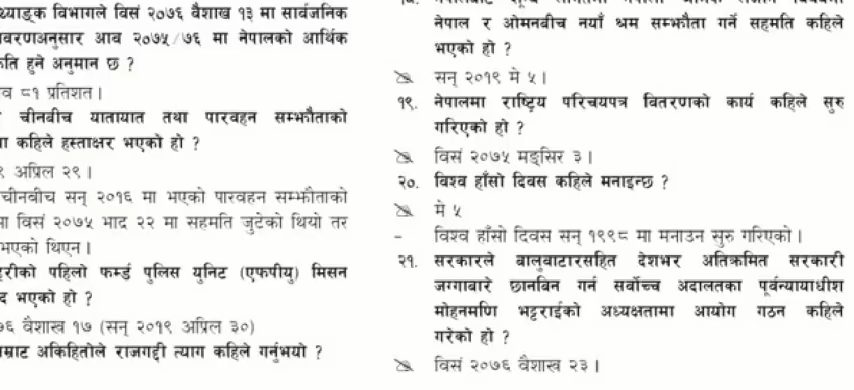 थ्याङ्क विभागले विसं २०७६ वैशाख १३ मा सार्वजनिक
वरणअनुसार आव २०७५/७६ मा नेपालको आर्थिक
हुने अनुमान छ ?
८१ प्रतिशत ।
चीनबीच यातायात तथा पारवहन सम्झौताको
कहिले हस्ताक्षर भएको हो ?
९ अप्रिल २९ ।
चीनबीच सन् २०१६ मा भएको पारवहन सम्झौताको
मा विसं २०७५ भाद्र २२ मा सहमति जुटेको थियो तर
भएको थिएन ।
हरीको पहिलो फर्म्ड पुलिस युनिट (एफपीयु) मिसन
भएको हो ?
७६ वैशाख १७ (सन् २०१९ अप्रिल ३०)
म्राट अकिहितोले राजगद्दी त्याग कहिले गर्नुभयो ?
नेपाल र ओमनबीच नयाँ श्रम सम्झौता गर्ने सहमति कहिले
भएको हो ?
सन् २०१९ मे ५ ।
१९. नेपालमा राष्ट्रिय परिचयपत्र वितरणको कार्य कहिले सुरु
गरिएको हो ?
विसं २०७५ मङ्सिर ३ ।
२०. विश्व हाँसो दिवस कहिले मनाइन्छ ?
मे ५
- विश्व हाँसो दिवस सन् १९९८ मा मनाउन सुरु गरिएको ।
२१. सरकारले बालुवाटारसहित देशभर अतिक्रमित सरकारी
जग्गाबारे छानबिन गर्न सर्वोच्च अदालतका पूर्वन्यायाधीश
मोहनमणि भट्टराईको अध्यक्षतामा आयोग गठन कहिले
गरेको हो ?
विसं २०७६ वैशाख २३ ।